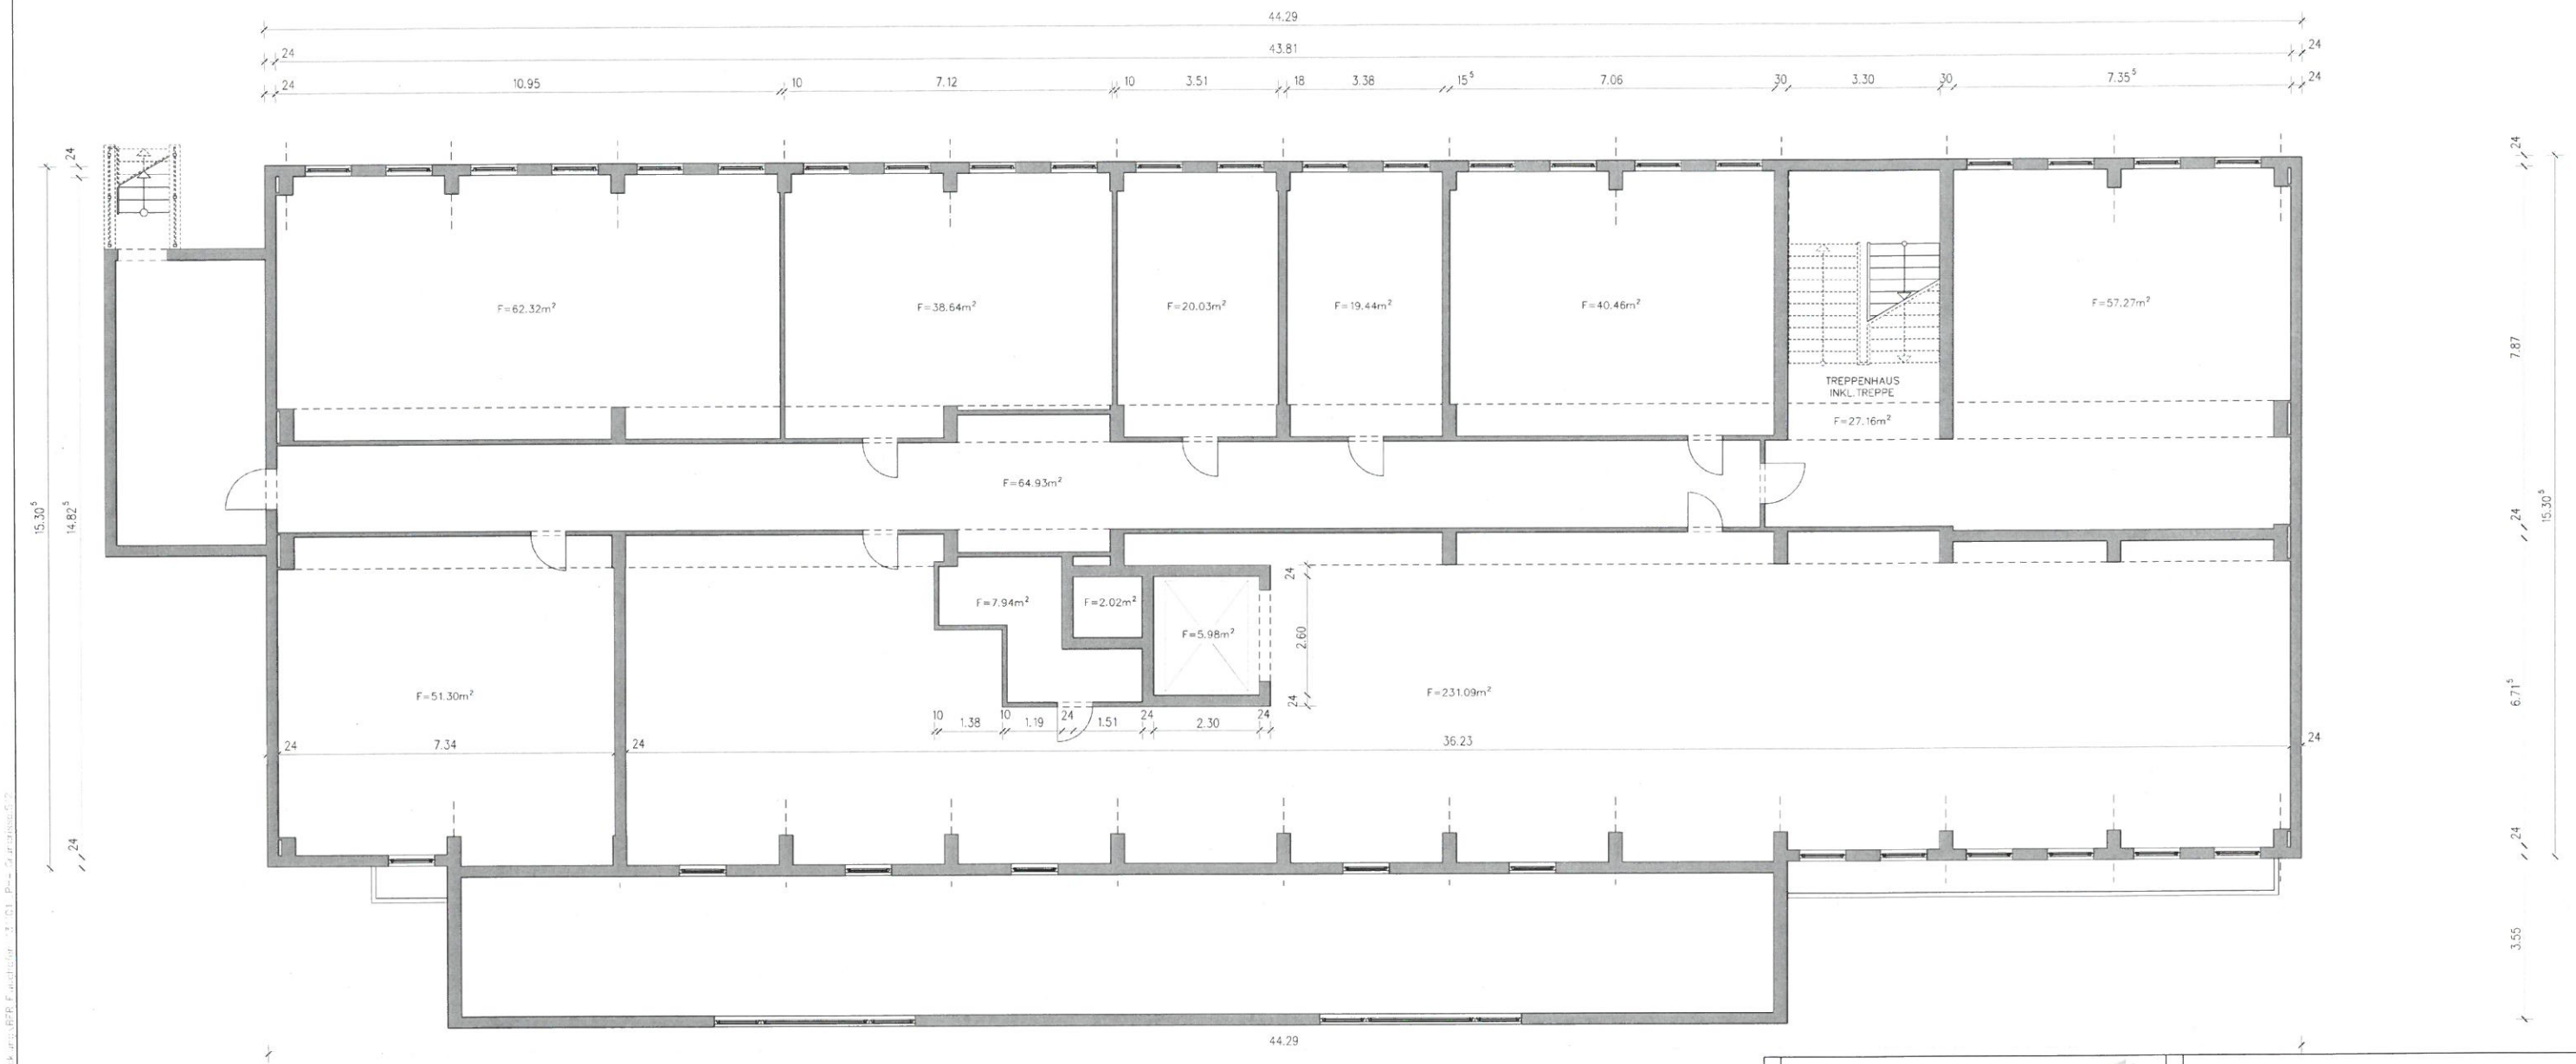 44.29
24 43.81 24
24 10.95 10 7.12 10 3.51 18 3.38 15⁵ 7.06 30 3.30 30 7.35⁵ 24
24
24
F=62.32m²
F=38.64m²
F=20.03m²
F=19.44m²
F=40.46m²
F=57.27m²
7.87
TREPPENHAUS
INKL.TREPPE
F=27.16m²
F=64.93m²
15.30⁵
14.82⁵
24
15.30⁵
24
F=7.94m²
F=2.02m²
F=5.98m²
2.60
F=51.30m²
F=231.09m²
6.71⁵
24
10 1.38 10 1.19 24 1.51 24 2.30 24
24 7.34 24 36.23 24
24
24
3.55
44.29